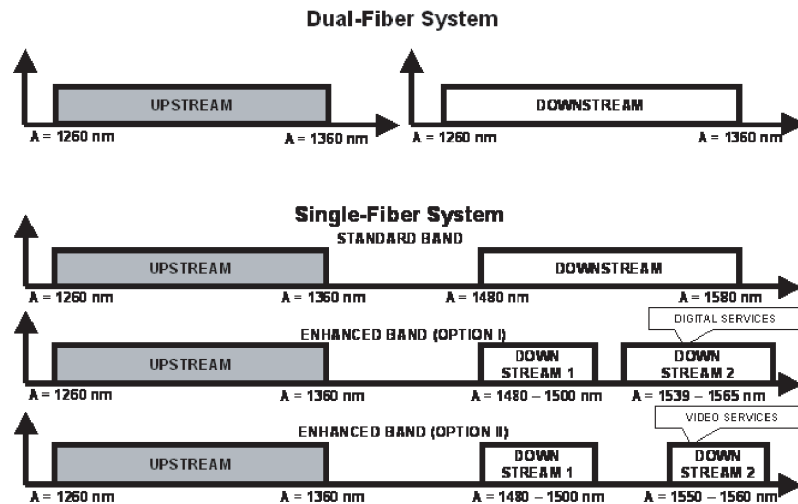 Dual-Fiber System
UPSTREAM
DOWNSTREAM
λ = 1260 nm
λ = 1360 nm
λ = 1260 nm
λ = 1360 nm
Single-Fiber System
STANDARD BAND
UPSTREAM
DOWNSTREAM
λ = 1260 nm
λ = 1360 nm
λ = 1480 nm
λ = 1580 nm
DIGITAL SERVICES
ENHANCED BAND (OPTION I)
UPSTREAM
DOWN
STREAM 1
DOWN
STREAM 2
λ = 1260 nm
λ = 1360 nm
λ = 1480 – 1500 nm
λ = 1539 – 1565 nm
VIDEO SERVICES
ENHANCED BAND (OPTION II)
UPSTREAM
DOWN
STREAM 1
DOWN
STREAM 2
λ = 1260 nm
λ = 1360 nm
λ = 1480 – 1500 nm
λ = 1550 – 1560 nm